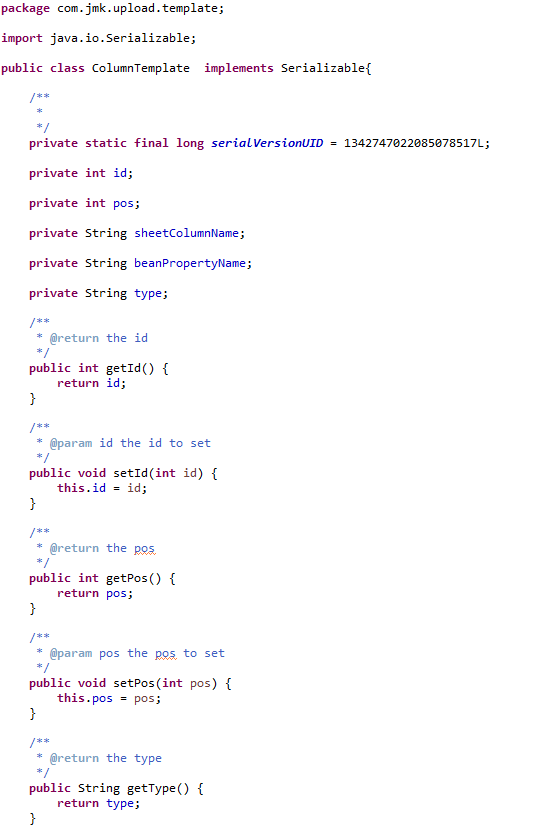 package com.jmk.upload.template;
import java.io.Serializable;
public class ColumnTemplate  implements Serializable{
/**
*
*/
private static final long serialVersionUID = 1342747022085078517L;
private int id;
private int pos;
private String sheetColumnName;
private String beanPropertyName;
private String type;
/**
* @return the id
*/
public int getId() {
return id;
}
/**
* @param id the id to set
*/
public void setId(int id) {
this.id = id;
}
/**
* @return the pos
*/
public int getPos() {
return pos;
}
/**
* @param pos the pos to set
*/
public void setPos(int pos) {
this.pos = pos;
}
/**
* @return the type
*/
public String getType() {
return type;
}